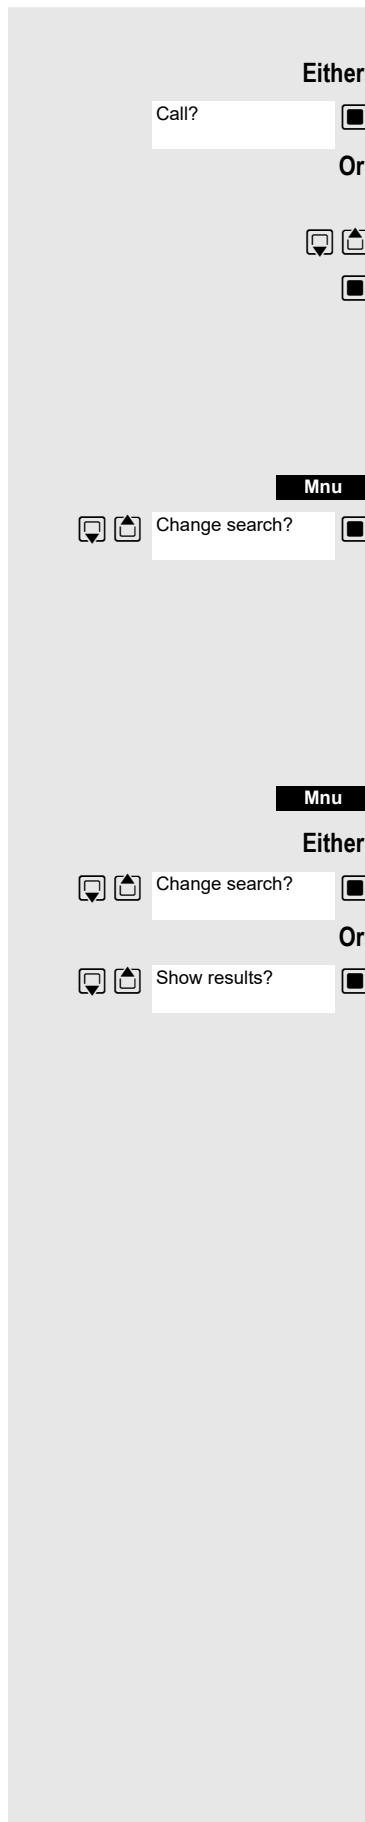 Either
Call?
Or
Mnu
Change search?
Mnu
Either
Change search?
Or
Show results?